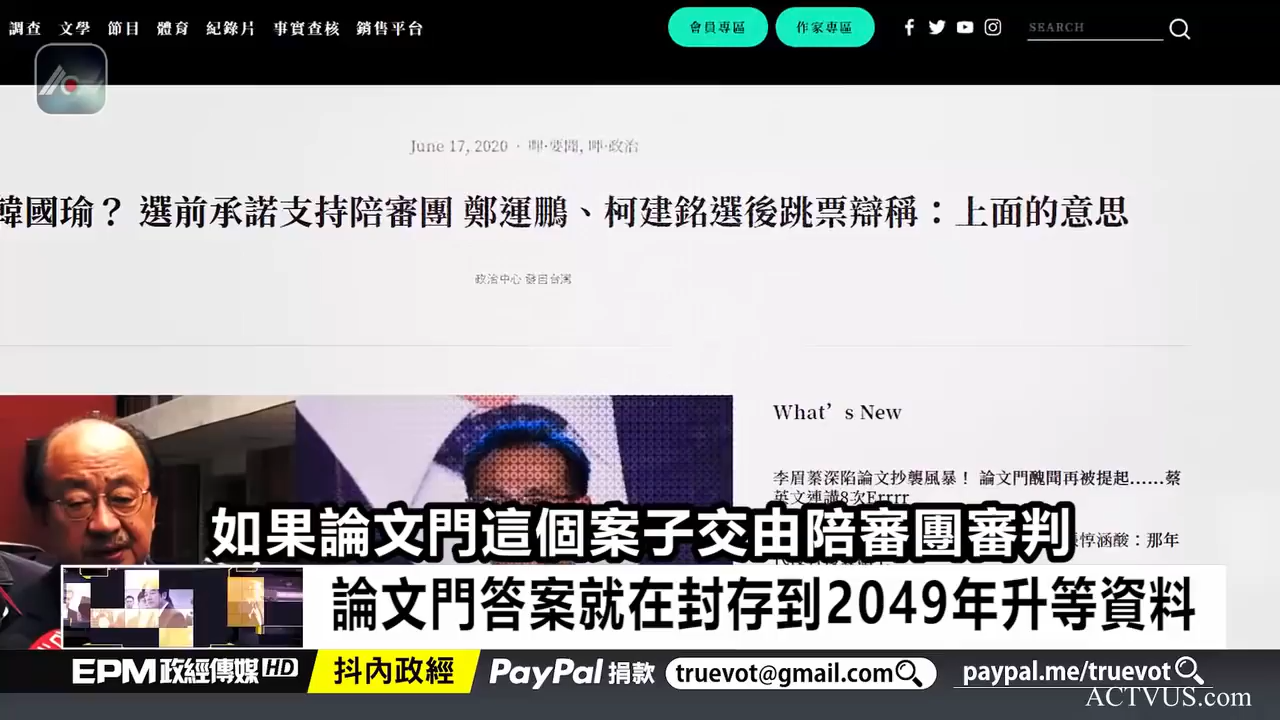 調查 文學 節目 體育 紀錄片 事實查核 銷售平台
會員專區 作家專區
SEARCH
June 17, 2020
韓國瑜？ 選前承諾支持陪審團 鄭運鵬、柯建銘選後跳票辯稱：上面的意思
政治中心 發自台灣
What's New
李眉蓁深陷論文抄襲風暴！ 論文門醜聞再被提起……蔡
英文連講8次Errrr
涵酸：那年
如果論文門這個案子交由陪審團審判
論文門答案就在封存到2049年升等資料
EPM政經傳媒HD 抖內政經 PayPal 捐款 truevot@gmail.com paypal.me/truevot
ACTVUS.com